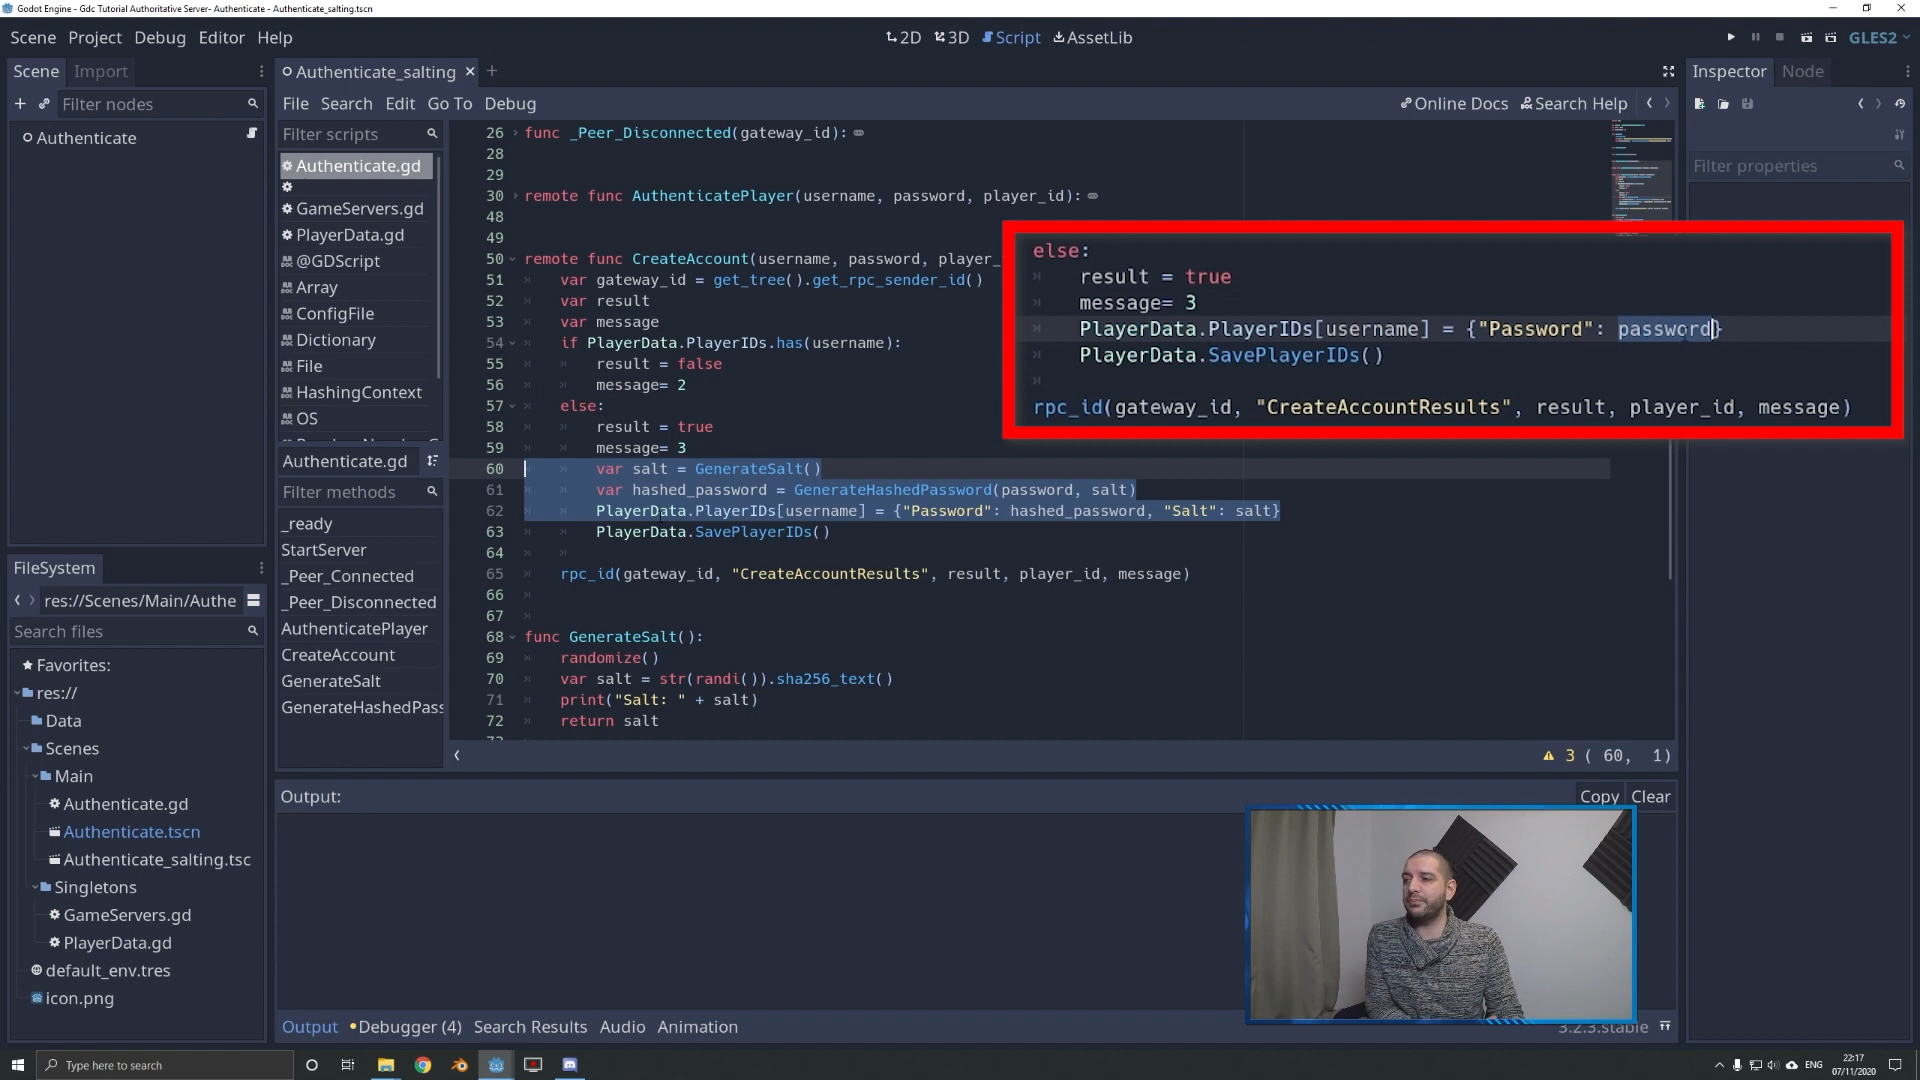 Godot Engine - Gdc Tutorial Authoritative Server- Authenticate - Authenticate_salting.tscn
Scene Project Debug Editor Help
2D 3D Script AssetLib
GLES2
Scene Import
Authenticate_salting
Inspector Node
Filter nodes
File Search Edit Go To Debug
Online Docs Search Help
Authenticate
Filter scripts
Authenticate.gd
GameServers.gd
PlayerData.gd
@GDScript
Array
ConfigFile
Dictionary
File
HashingContext
OS
Authenticate.gd
Filter methods
_ready
StartServer
_Peer_Connected
_Peer_Disconnected
AuthenticatePlayer
CreateAccount
GenerateSalt
GenerateHashedPass
26 func _Peer_Disconnected(gateway_id):
28
29
30 remote func AuthenticatePlayer(username, password, player_id):
48
49
50 remote func CreateAccount(username, password, player_
51 var gateway_id = get_tree().get_rpc_sender_id()
52 var result
53 var message
54 if PlayerData.PlayerIDs.has(username):
55 result = false
56 message= 2
57 else:
58 result = true
59 message= 3
60 var salt = GenerateSalt()
61 var hashed_password = GenerateHashedPassword(password, salt)
62 PlayerData.PlayerIDs[username] = {"Password": hashed_password, "Salt": salt}
63 PlayerData.SavePlayerIDs()
64
65 rpc_id(gateway_id, "CreateAccountResults", result, player_id, message)
66
67
68 func GenerateSalt():
69 randomize()
70 var salt = str(randi()).sha256_text()
71 print("Salt: " + salt)
72 return salt
else:
result = true
message= 3
PlayerData.PlayerIDs[username] = {"Password": password}
PlayerData.SavePlayerIDs()
rpc_id(gateway_id, "CreateAccountResults", result, player_id, message)
Filter properties
3 ( 60, 1)
FileSystem
res://Scenes/Main/Authe
Search files
Favorites:
res://
Data
Scenes
Main
Authenticate.gd
Authenticate.tscn
Authenticate_salting.tsc
Singletons
GameServers.gd
PlayerData.gd
default_env.tres
icon.png
Output:
Copy Clear
Output Debugger (4) Search Results Audio Animation
3.2.3.stable
Type here to search
ENG
22:17
07/11/2020